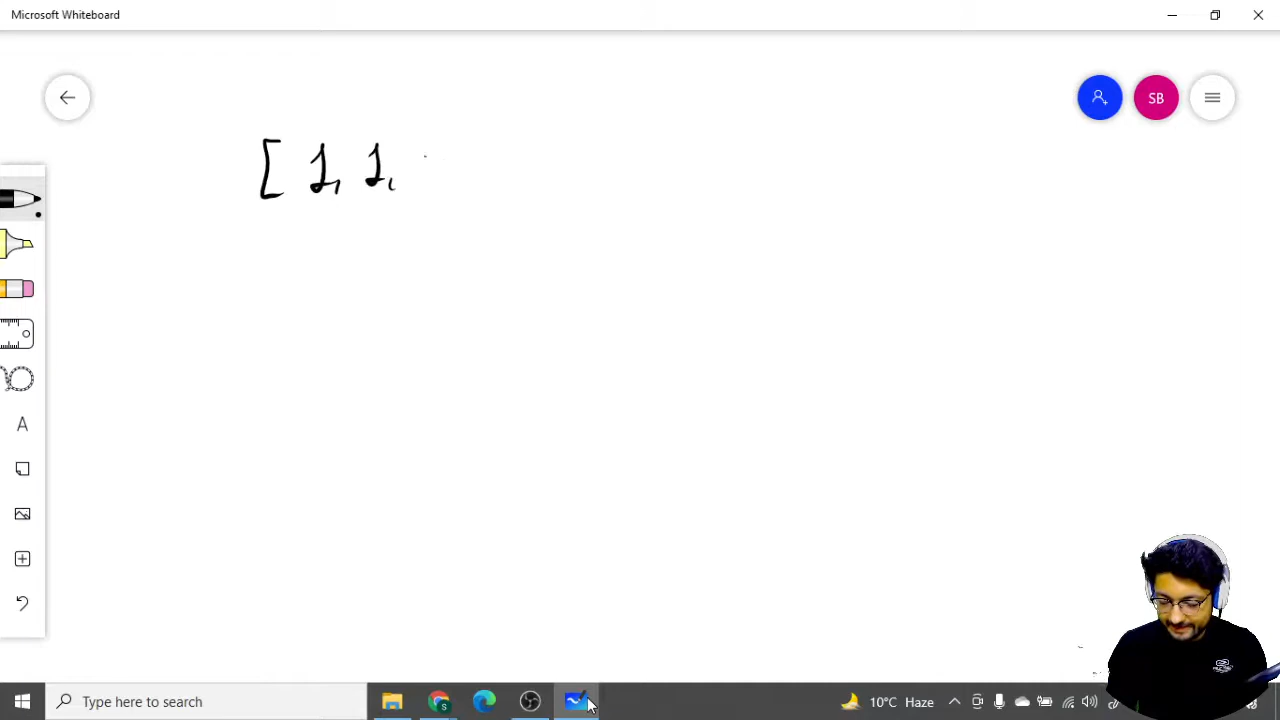 Microsoft Whiteboard
SB
[ 1, 1,
A
Type here to search
10°C Haze